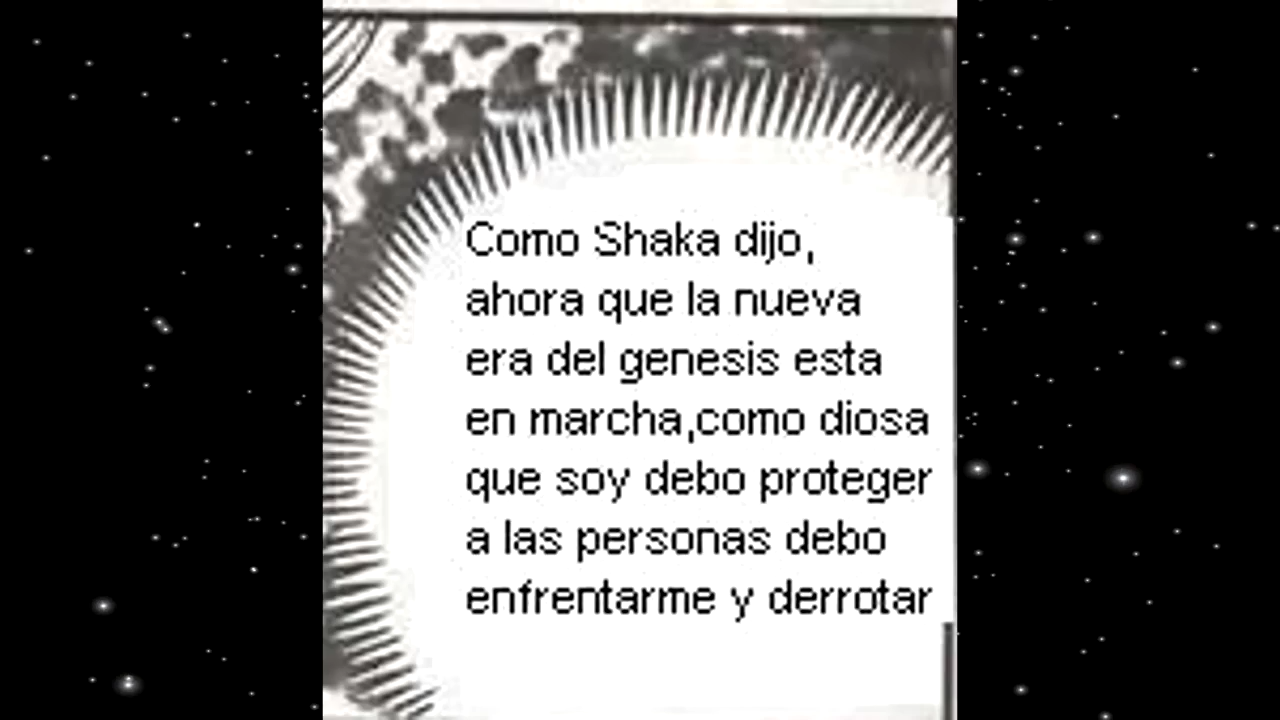 Como Shaka dijo,
ahora que la nueva
era del genesis esta
en marcha,como diosa
que soy debo proteger
a las personas debo
enfrentarme y derrotar